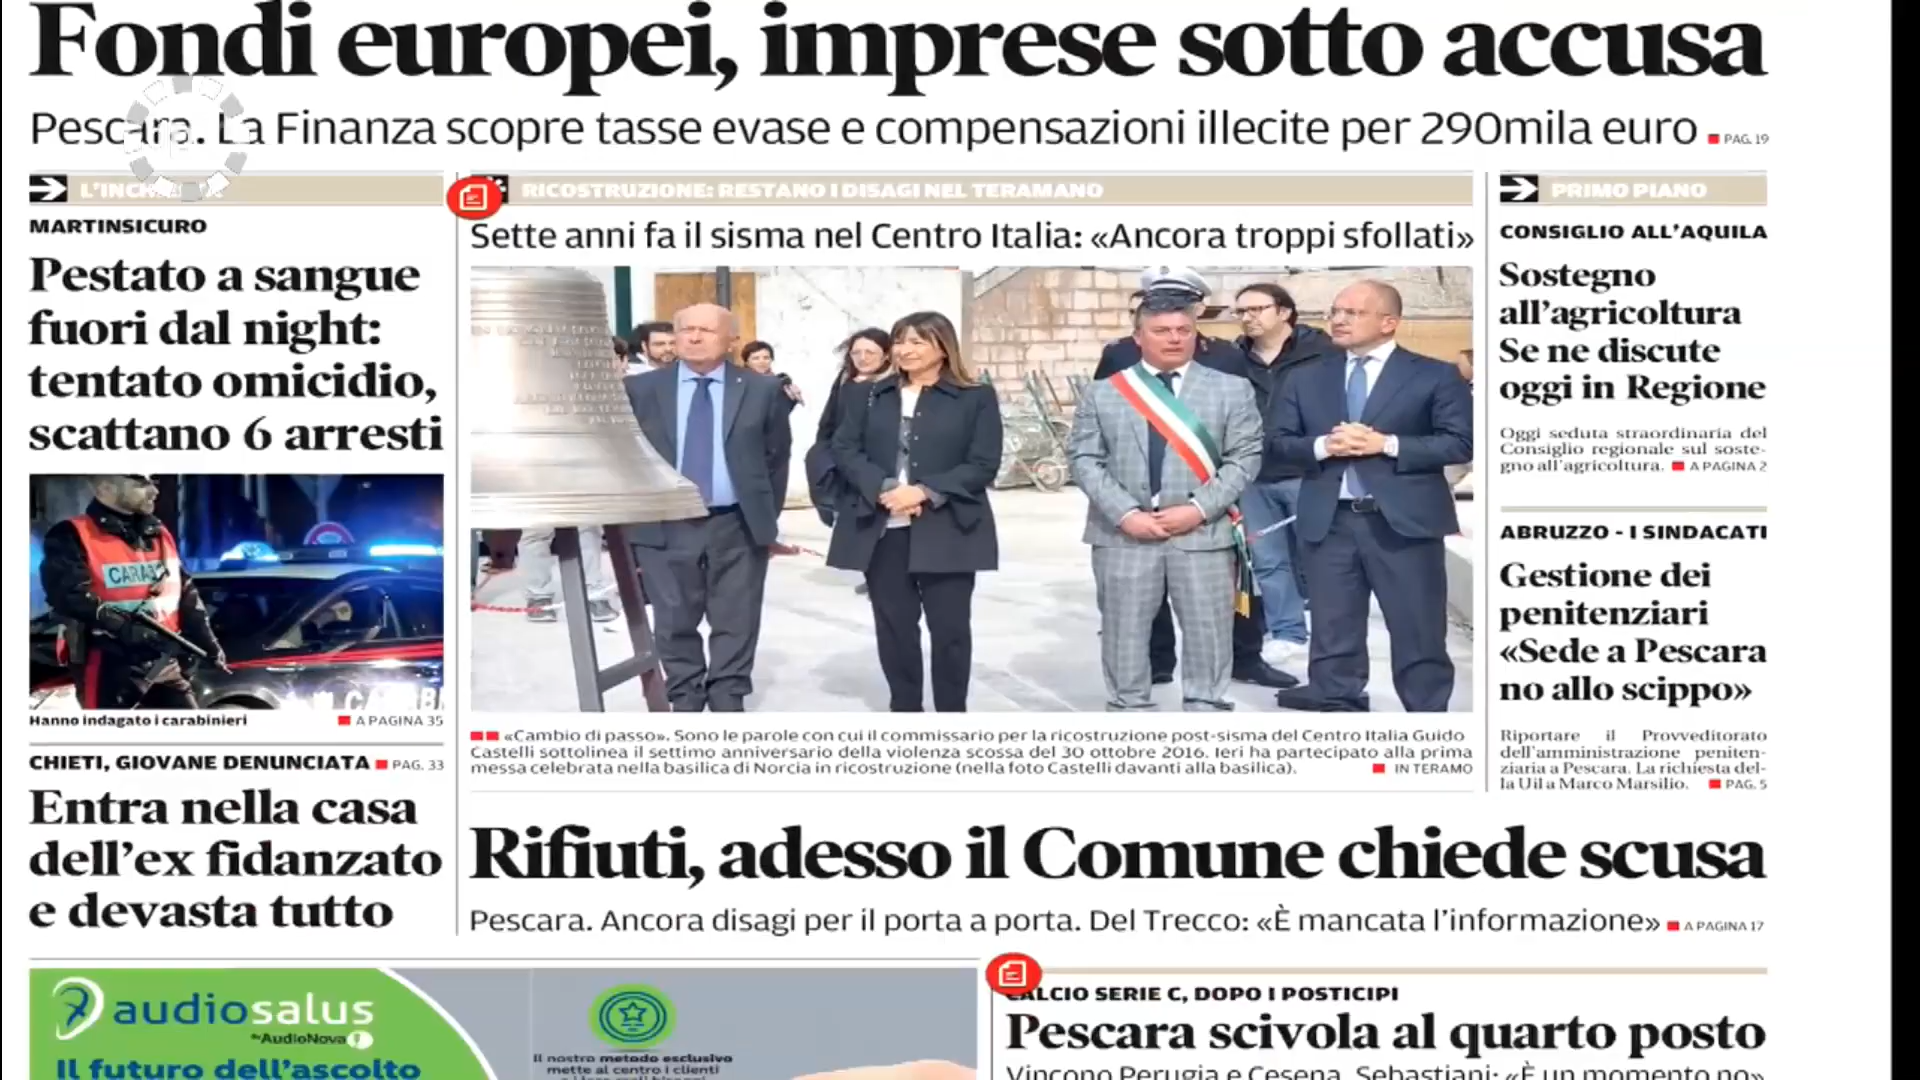 Fondi europei, imprese sotto accusa
Pescara. La Finanza scopre tasse evase e compensazioni illecite per 290mila euro PAG. 19
MARTINSICURO
Pestato a sangue
fuori dal night:
tentato omicidio,
scattano 6 arresti
CARABI
CARABI
Hanno indagato i carabinieri A PAGINA 35
CHIETI, GIOVANE DENUNCIATA PAG. 33
Entra nella casa
dell'ex fidanzato
e devasta tutto
RICOSTRUZIONE: RESTANO I DISAGI NEL TERAMANO
Sette anni fa il sisma nel Centro Italia: «Ancora troppi sfollati»
«Cambio di passo». Sono le parole con cui il commissario per la ricostruzione post-sisma del Centro Italia Guido
Castelli sottolinea il settimo anniversario della violenza scossa del 30 ottobre 2016. Ieri ha partecipato alla prima
messa celebrata nella basilica di Norcia in ricostruzione (nella foto Castelli davanti alla basilica). IN TERAMO
PRIMO PIANO
CONSIGLIO ALL'AQUILA
Sostegno
all'agricoltura
Se ne discute
oggi in Regione
Oggi seduta straordinaria del
Consiglio regionale sul soste-
gno all'agricoltura. A PAGINA 2
ABRUZZO - I SINDACATI
Gestione dei
penitenziari
«Sede a Pescara
no allo scippo»
Riportare il Provveditorato
dell'amministrazione peniten-
ziaria a Pescara. La richiesta del-
la Uil a Marco Marsilio. PAG. 5
Rifiuti, adesso il Comune chiede scusa
Pescara. Ancora disagi per il porta a porta. Del Trecco: «È mancata l'informazione» A PAGINA 17
audiosalus
by AudioNova
Il futuro dell'ascolto
Il nostro metodo esclusivo
mette al centro i clienti
CALCIO SERIE C, DOPO I POSTICIPI
Pescara scivola al quarto posto
Vincono Perugia e Cesena. Sebastiani: «È un momento no»